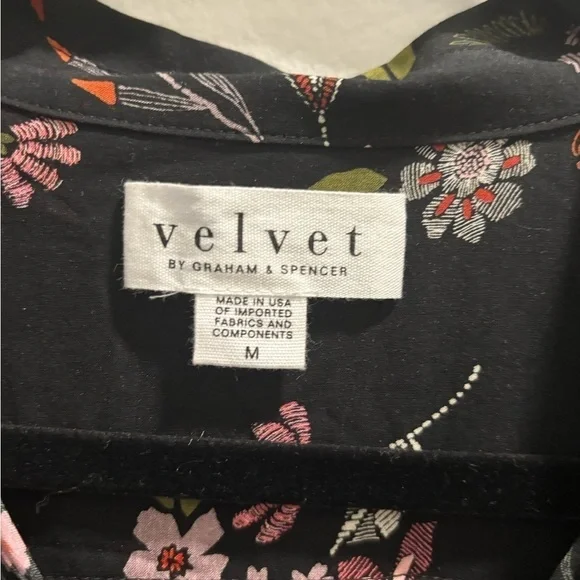 velvet
BY GRAHAM & SPENCER
MADE IN USA
OF IMPORTED
FABRICS AND
COMPONENTS
M